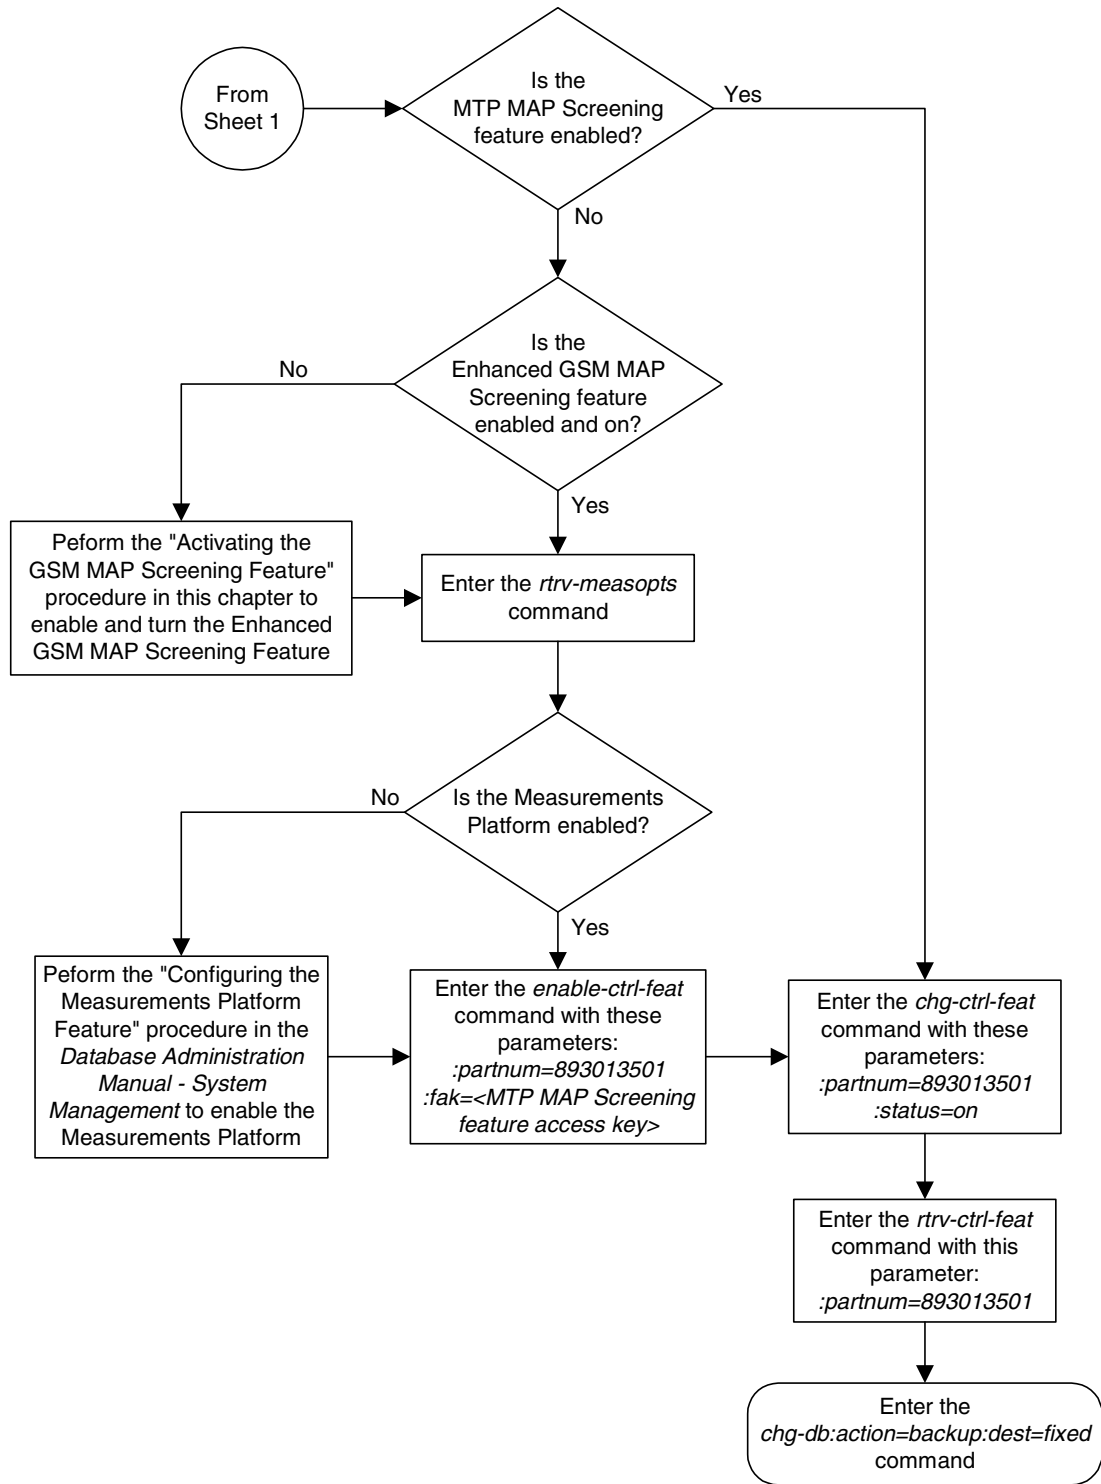 From
Sheet 1
Is the
MTP MAP Screening
feature enabled?
Yes
No
Is the
Enhanced GSM MAP
Screening feature
enabled and on?
No
Yes
Peform the "Activating the
GSM MAP Screening Feature"
procedure in this chapter to
enable and turn the Enhanced
GSM MAP Screening Feature
Enter the rtrv-measopts
command
Is the Measurements
Platform enabled?
No
Yes
Peform the "Configuring the
Measurements Platform
Feature" procedure in the
Database Administration
Manual - System
Management to enable the
Measurements Platform
Enter the enable-ctrl-feat
command with these
parameters:
:partnum=893013501
:fak=<MTP MAP Screening
feature access key>
Enter the chg-ctrl-feat
command with these
parameters:
:partnum=893013501
:status=on
Enter the rtrv-ctrl-feat
command with this
parameter:
:partnum=893013501
Enter the
chg-db:action=backup:dest=fixed
command